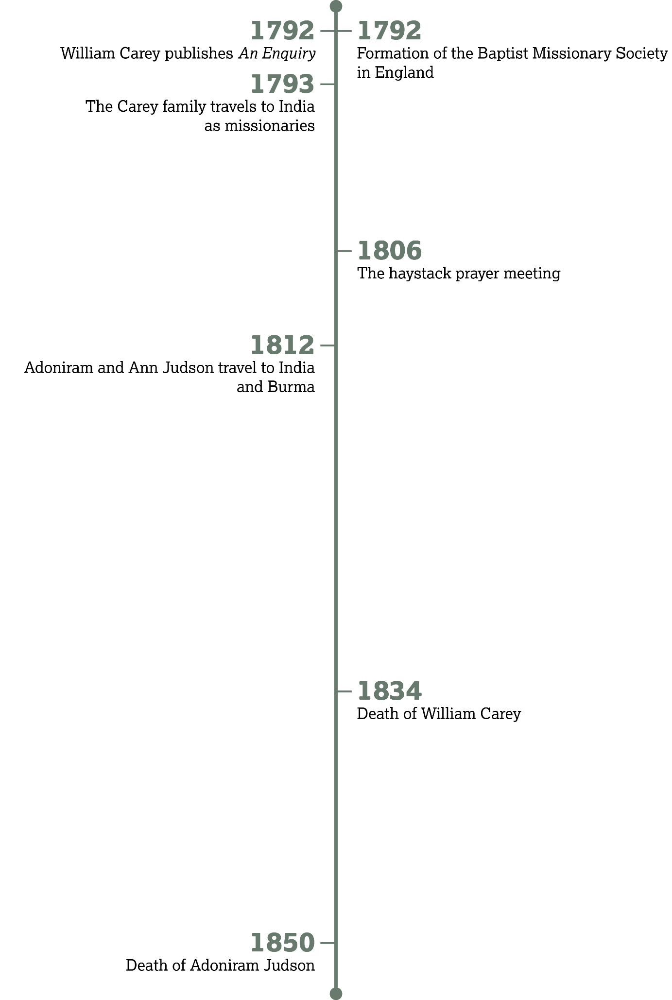 1792
William Carey publishes An Enquiry
1792
Formation of the Baptist Missionary Society
in England
1793
The Carey family travels to India
as missionaries
1806
The haystack prayer meeting
1812
Adoniram and Ann Judson travel to India
and Burma
1834
Death of William Carey
1850
Death of Adoniram Judson